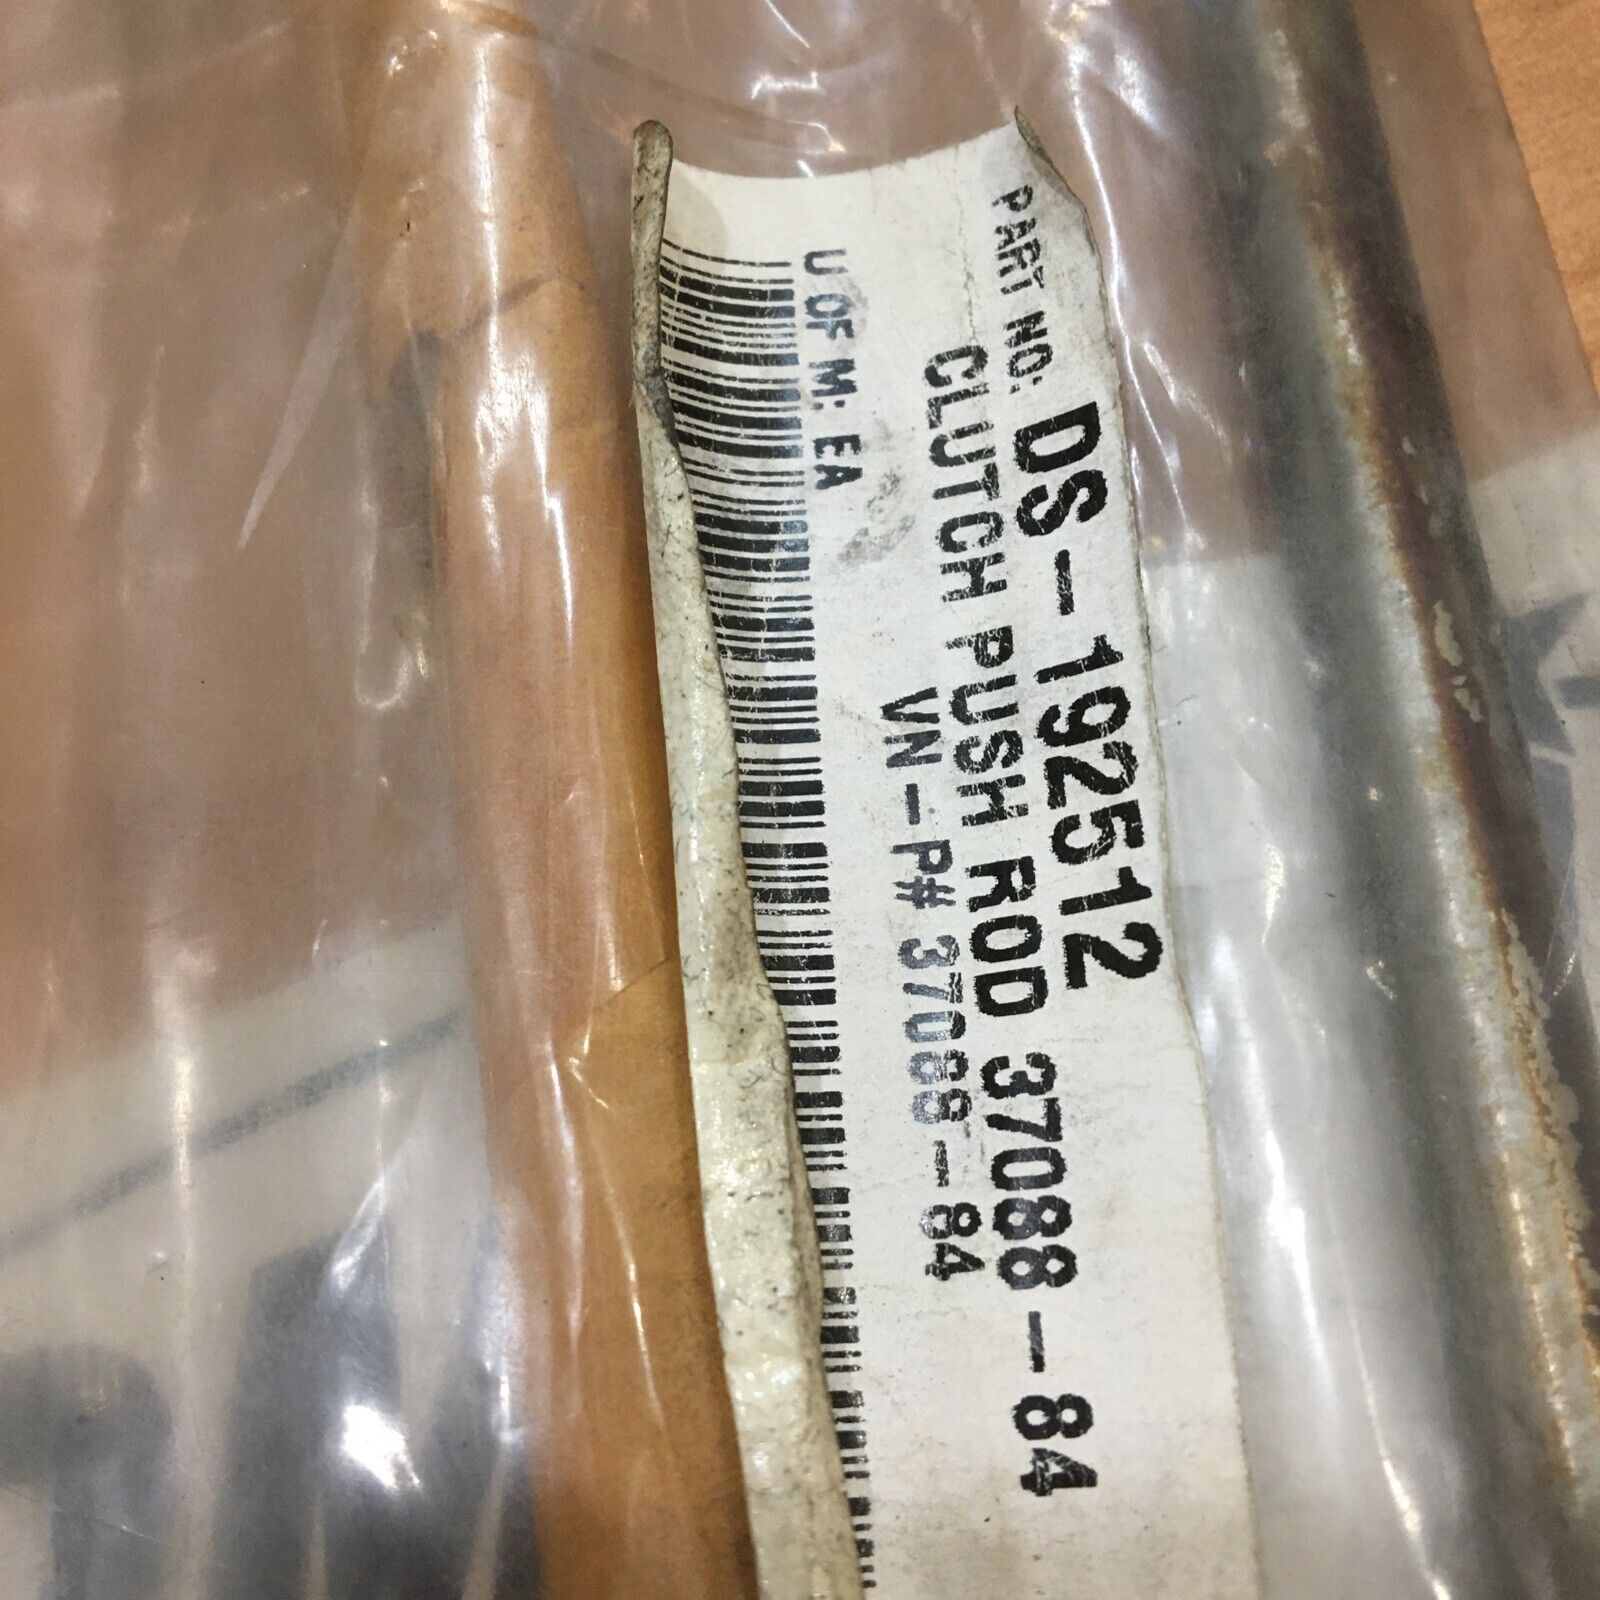 PART NO: DS-192512
CLUTCH PUSH ROD 37088-84
VN-P# 37088-84
U OF M: EA